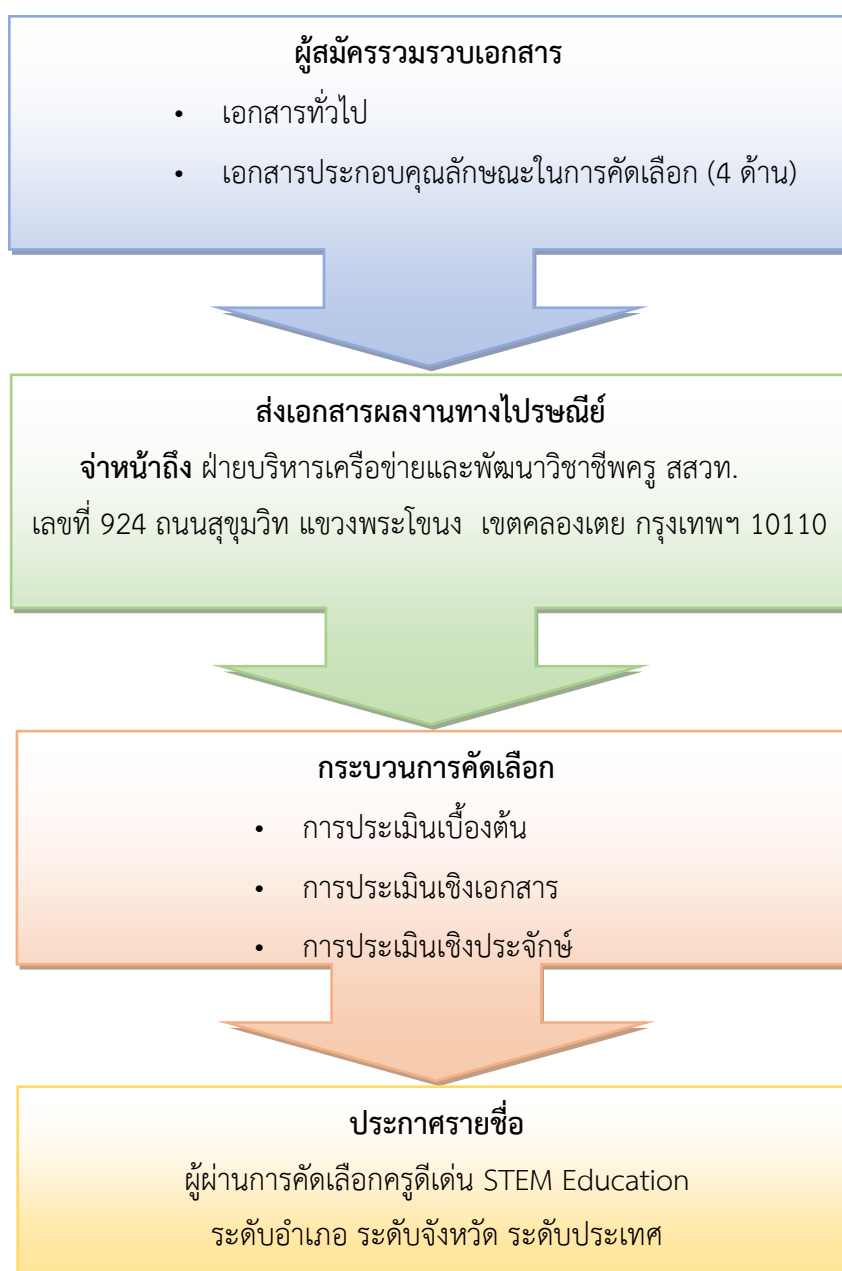 ผู้สมัครรวมรวบเอกสาร
• เอกสารทั่วไป
• เอกสารประกอบคุณลักษณะในการคัดเลือก (4 ด้าน)
ส่งเอกสารผลงานทางไปรษณีย์
จ่าหน้าถึง ฝ่ายบริหารเครือข่ายและพัฒนาวิชาชีพครู สสวท.
เลขที่ 924 ถนนสุขุมวิท แขวงพระโขนง เขตคลองเตย กรุงเทพฯ 10110
กระบวนการคัดเลือก
• การประเมินเบื้องต้น
• การประเมินเชิงเอกสาร
• การประเมินเชิงประจักษ์
ประกาศรายชื่อ
ผู้ผ่านการคัดเลือกครูดีเด่น STEM Education
ระดับอำเภอ ระดับจังหวัด ระดับประเทศ